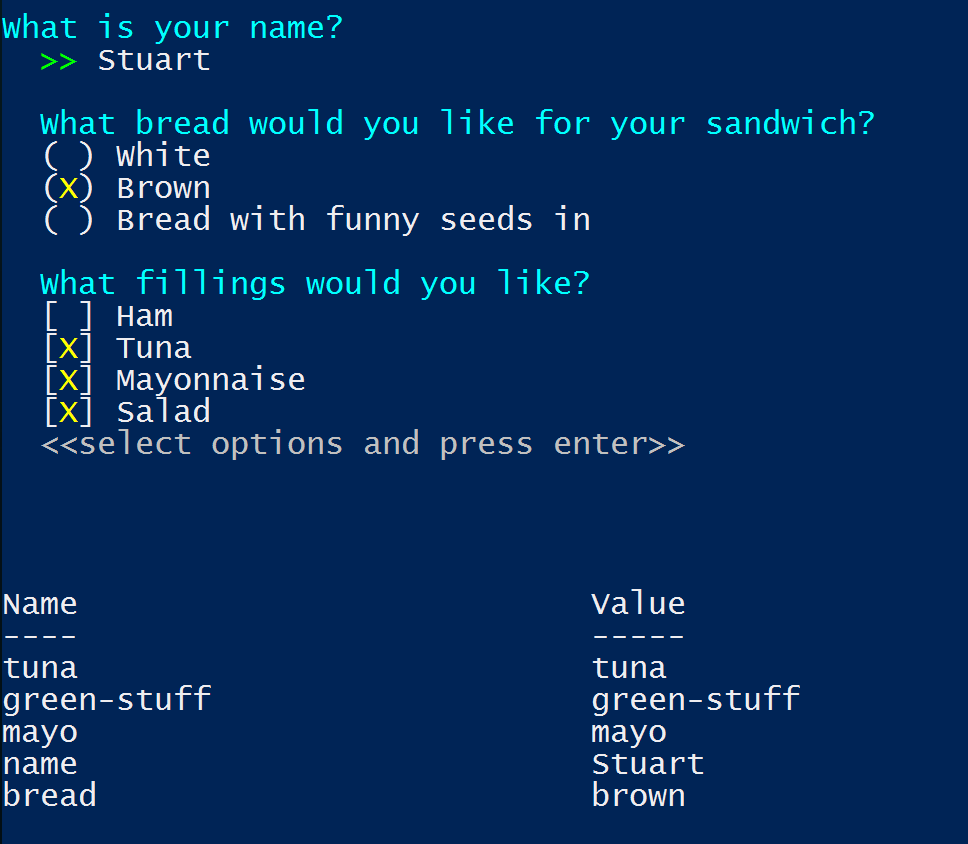 What is your name?
>> Stuart
What bread would you like for your sandwich?
( ) White
(X) Brown
( ) Bread with funny seeds in
What fillings would you like?
[ ] Ham
[X] Tuna
[X] Mayonnaise
[X] Salad
<<select options and press enter>>
Name Value
---- -----
tuna tuna
green-stuff green-stuff
mayo mayo
name Stuart
bread brown